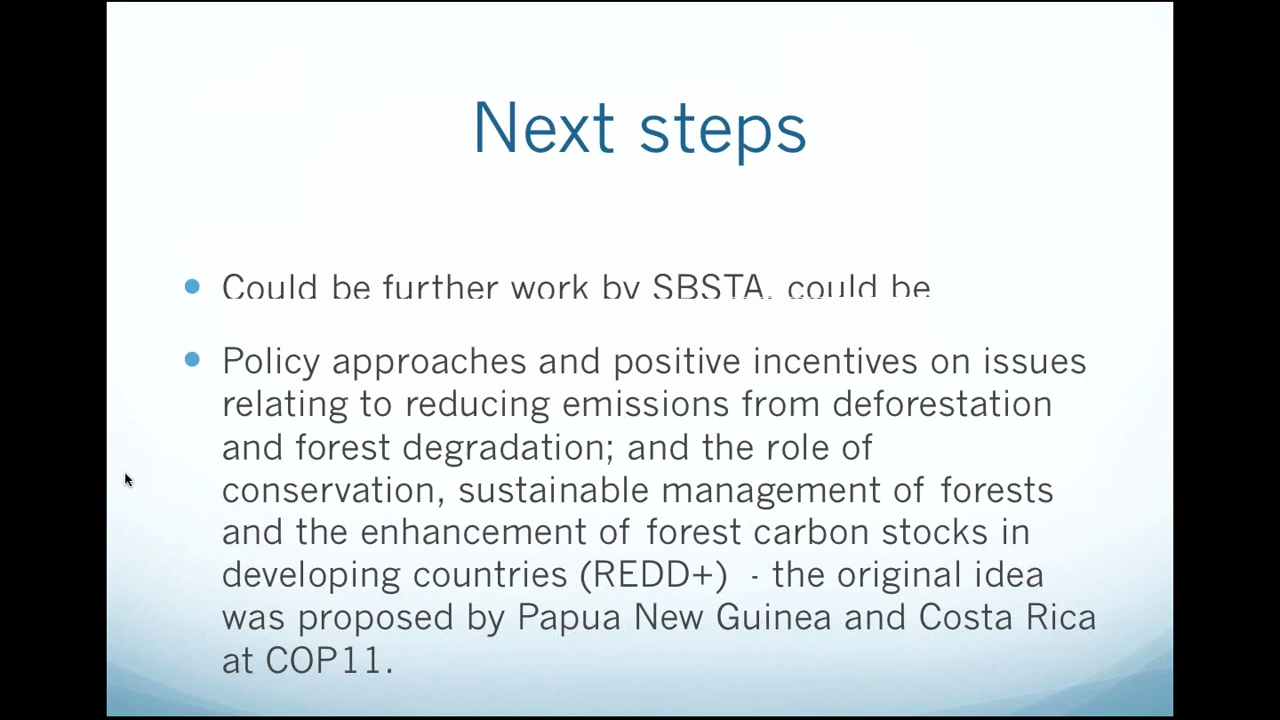 Next steps
• Could be further work by SBSTA, could be
• Policy approaches and positive incentives on issues
relating to reducing emissions from deforestation
and forest degradation; and the role of
conservation, sustainable management of forests
and the enhancement of forest carbon stocks in
developing countries (REDD+) - the original idea
was proposed by Papua New Guinea and Costa Rica
at COP11.